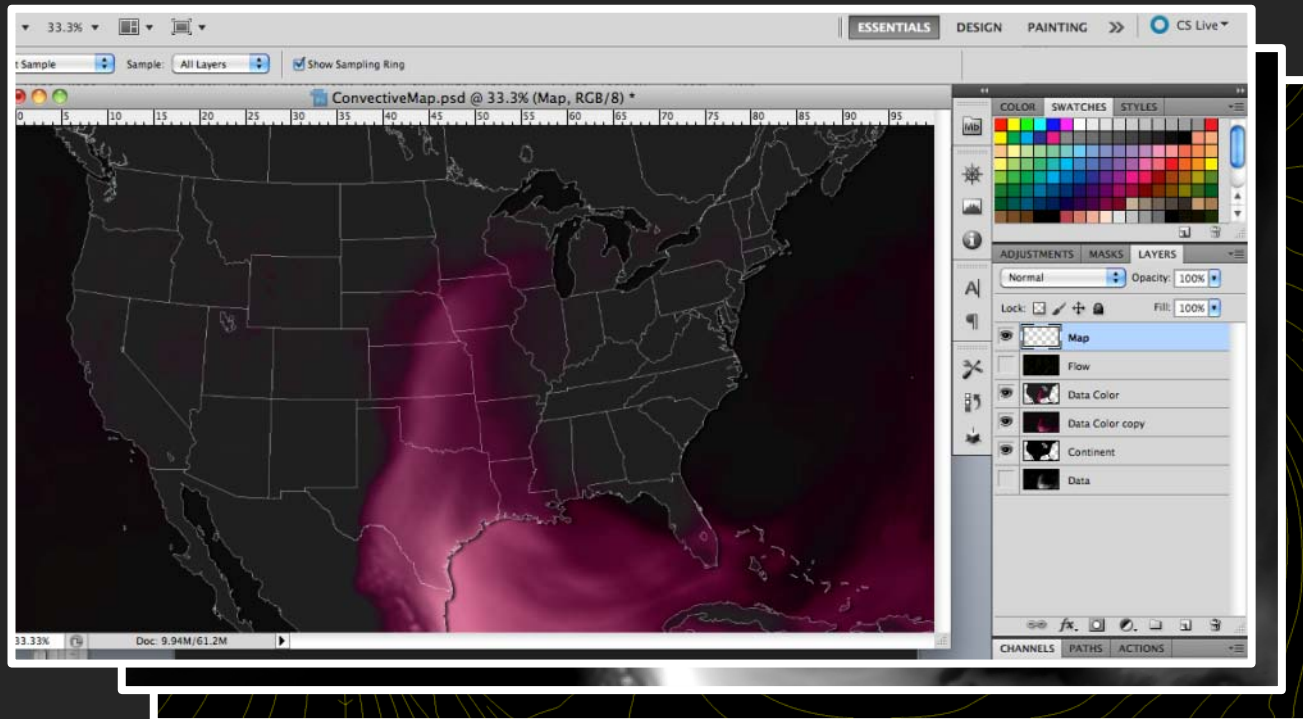 33.3%
ESSENTIALS DESIGN PAINTING >> CS Live
t Sample Sample: All Layers Show Sampling Ring
ConvectiveMap.psd @ 33.3% (Map, RGB/8) *
0 5 10 15 20 25 30 35 40 45 50 55 60 65 70 75 80 85 90 95
COLOR SWATCHES STYLES
Mb
ADJUSTMENTS MASKS LAYERS
Normal Opacity: 100%
Lock: Fill: 100%
Map
Flow
Data Color
Data Color copy
Continent
Data
fx.
33.33% Doc: 9.94M/61.2M
CHANNELS PATHS ACTIONS